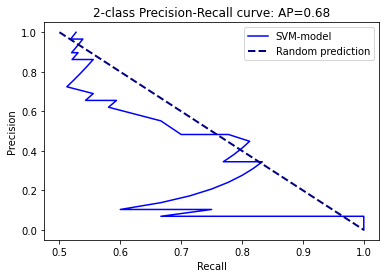 2-class Precision-Recall curve: AP=0.68
SVM-model
Random prediction
Precision
1.0
0.8
0.6
0.4
0.2
0.0
0.5
0.6
0.7
0.8
0.9
1.0
Recall